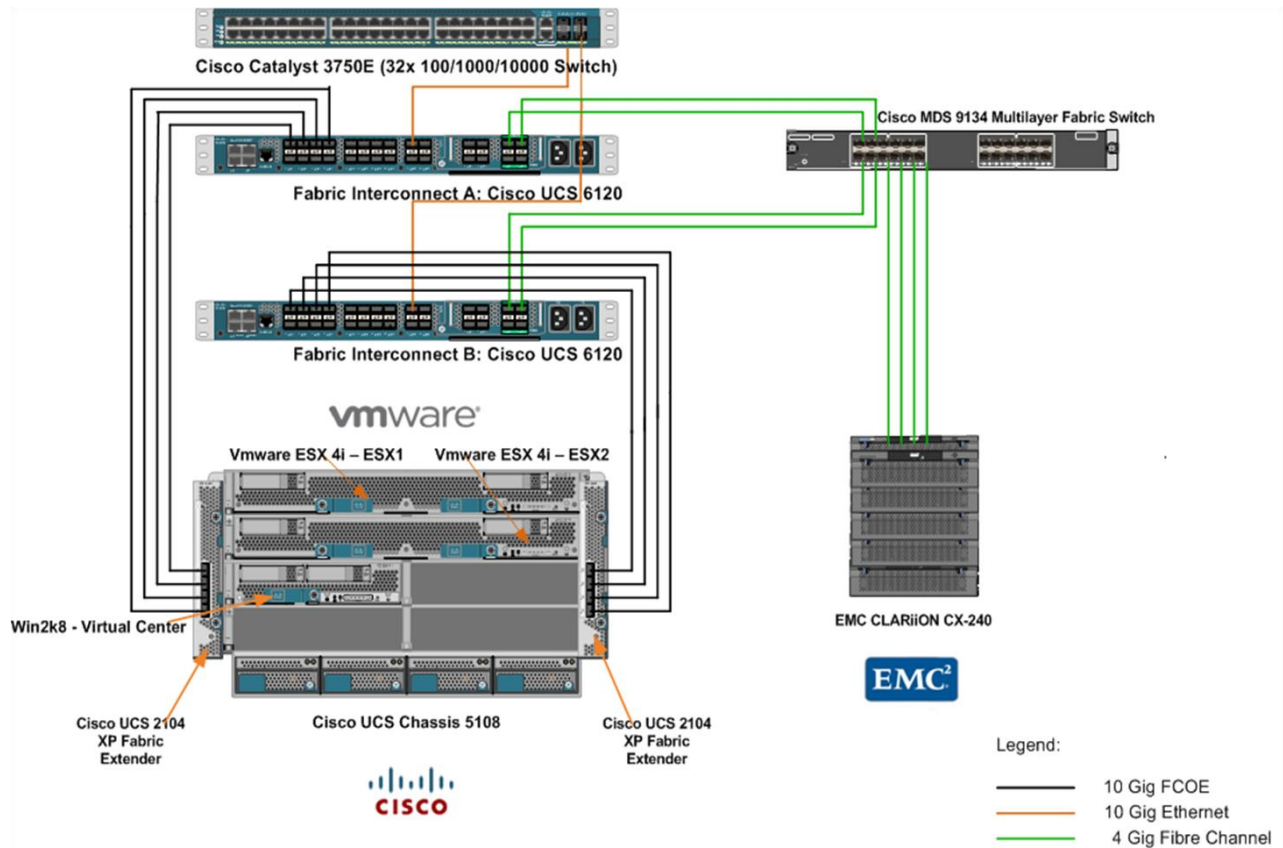 Cisco Catalyst 3750E (32x 100/1000/10000 Switch)
Cisco MDS 9134 Multilayer Fabric Switch
Fabric Interconnect A: Cisco UCS 6120
Fabric Interconnect B: Cisco UCS 6120
vmware
Vmware ESX 4i – ESX1
Vmware ESX 4i – ESX2
Win2k8 - Virtual Center
EMC CLARiiON CX-240
EMC²
Cisco UCS 2104
XP Fabric
Extender
Cisco UCS Chassis 5108
Cisco UCS 2104
XP Fabric
Extender
CISCO
Legend:
10 Gig FCOE
10 Gig Ethernet
4 Gig Fibre Channel